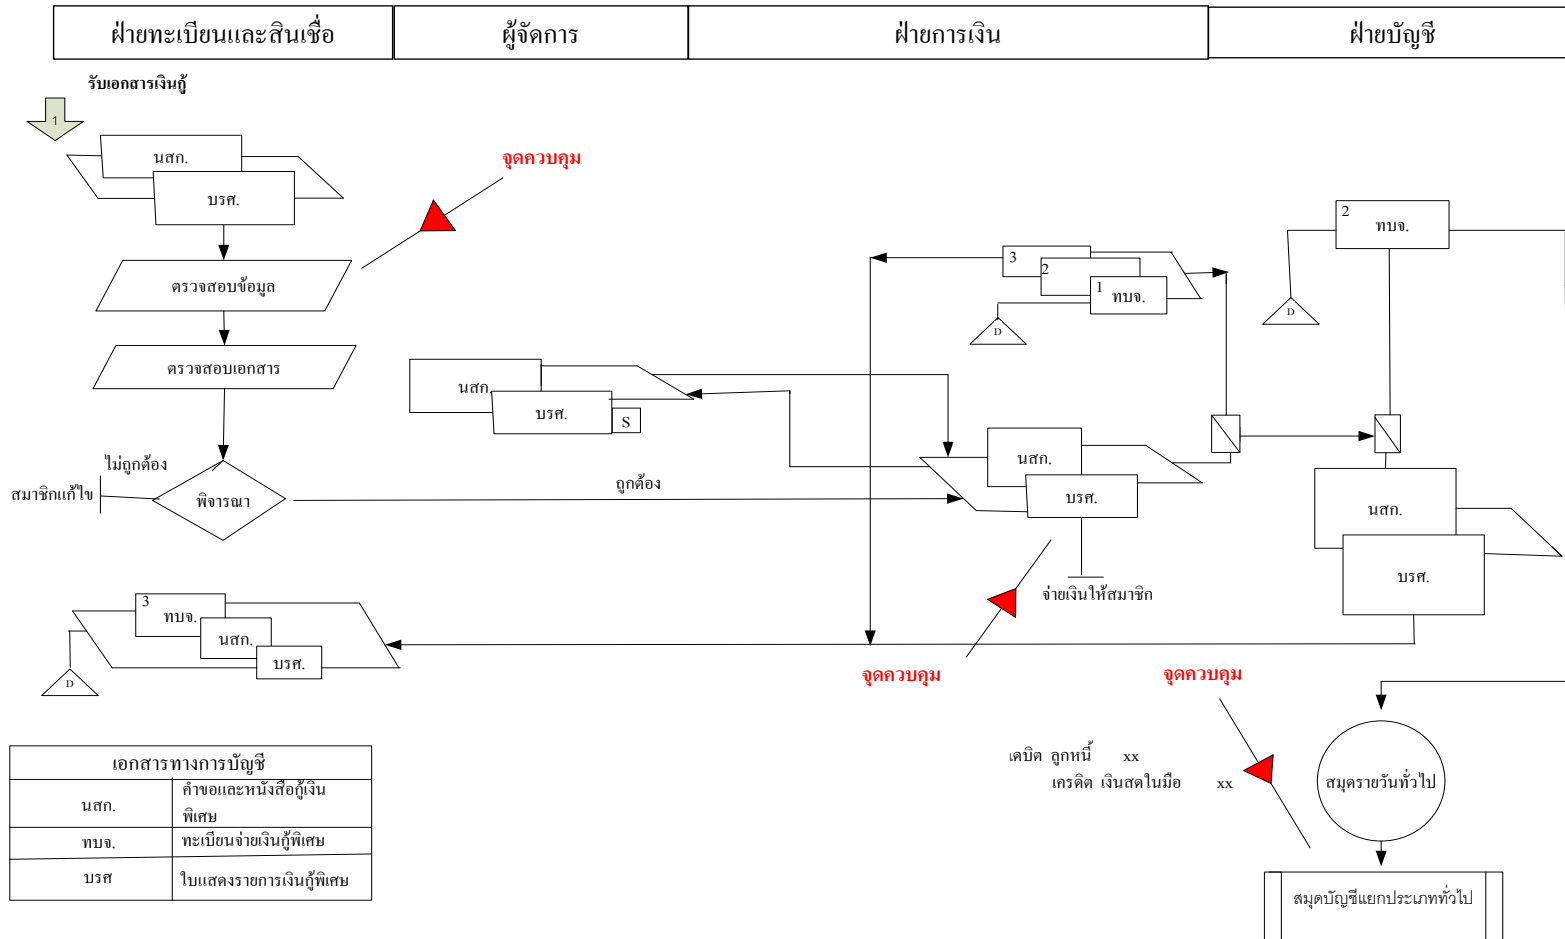 ฝ่ายทะเบียนและสินเชื่อ
ผู้จัดการ
ฝ่ายการเงิน
ฝ่ายบัญชี
รับเอกสารเงินกู้
1
นสก.
บรศ.
จุดควบคุม
ตรวจสอบข้อมูล
ตรวจสอบเอกสาร
ไม่ถูกต้อง
สมาชิกแก้ไข
พิจารณา
ถูกต้อง
นสก.
บรศ.
S
3
2
1
ทบจ.
D
นสก.
บรศ.
จ่ายเงินให้สมาชิก
จุดควบคุม
2
ทบจ.
D
นสก.
บรศ.
3
ทบจ.
นสก.
บรศ.
D
จุดควบคุม
เดบิต ลูกหนี้ xx
เครดิต เงินสดในมือ xx
สมุดรายวันทั่วไป
สมุดบัญชีแยกประเภททั่วไป
เอกสารทางการบัญชี
นสก.
คำขอและหนังสือกู้เงิน
พิเศษ
ทบจ.
ทะเบียนจ่ายเงินกู้พิเศษ
บรศ
ใบแสดงรายการเงินกู้พิเศษ